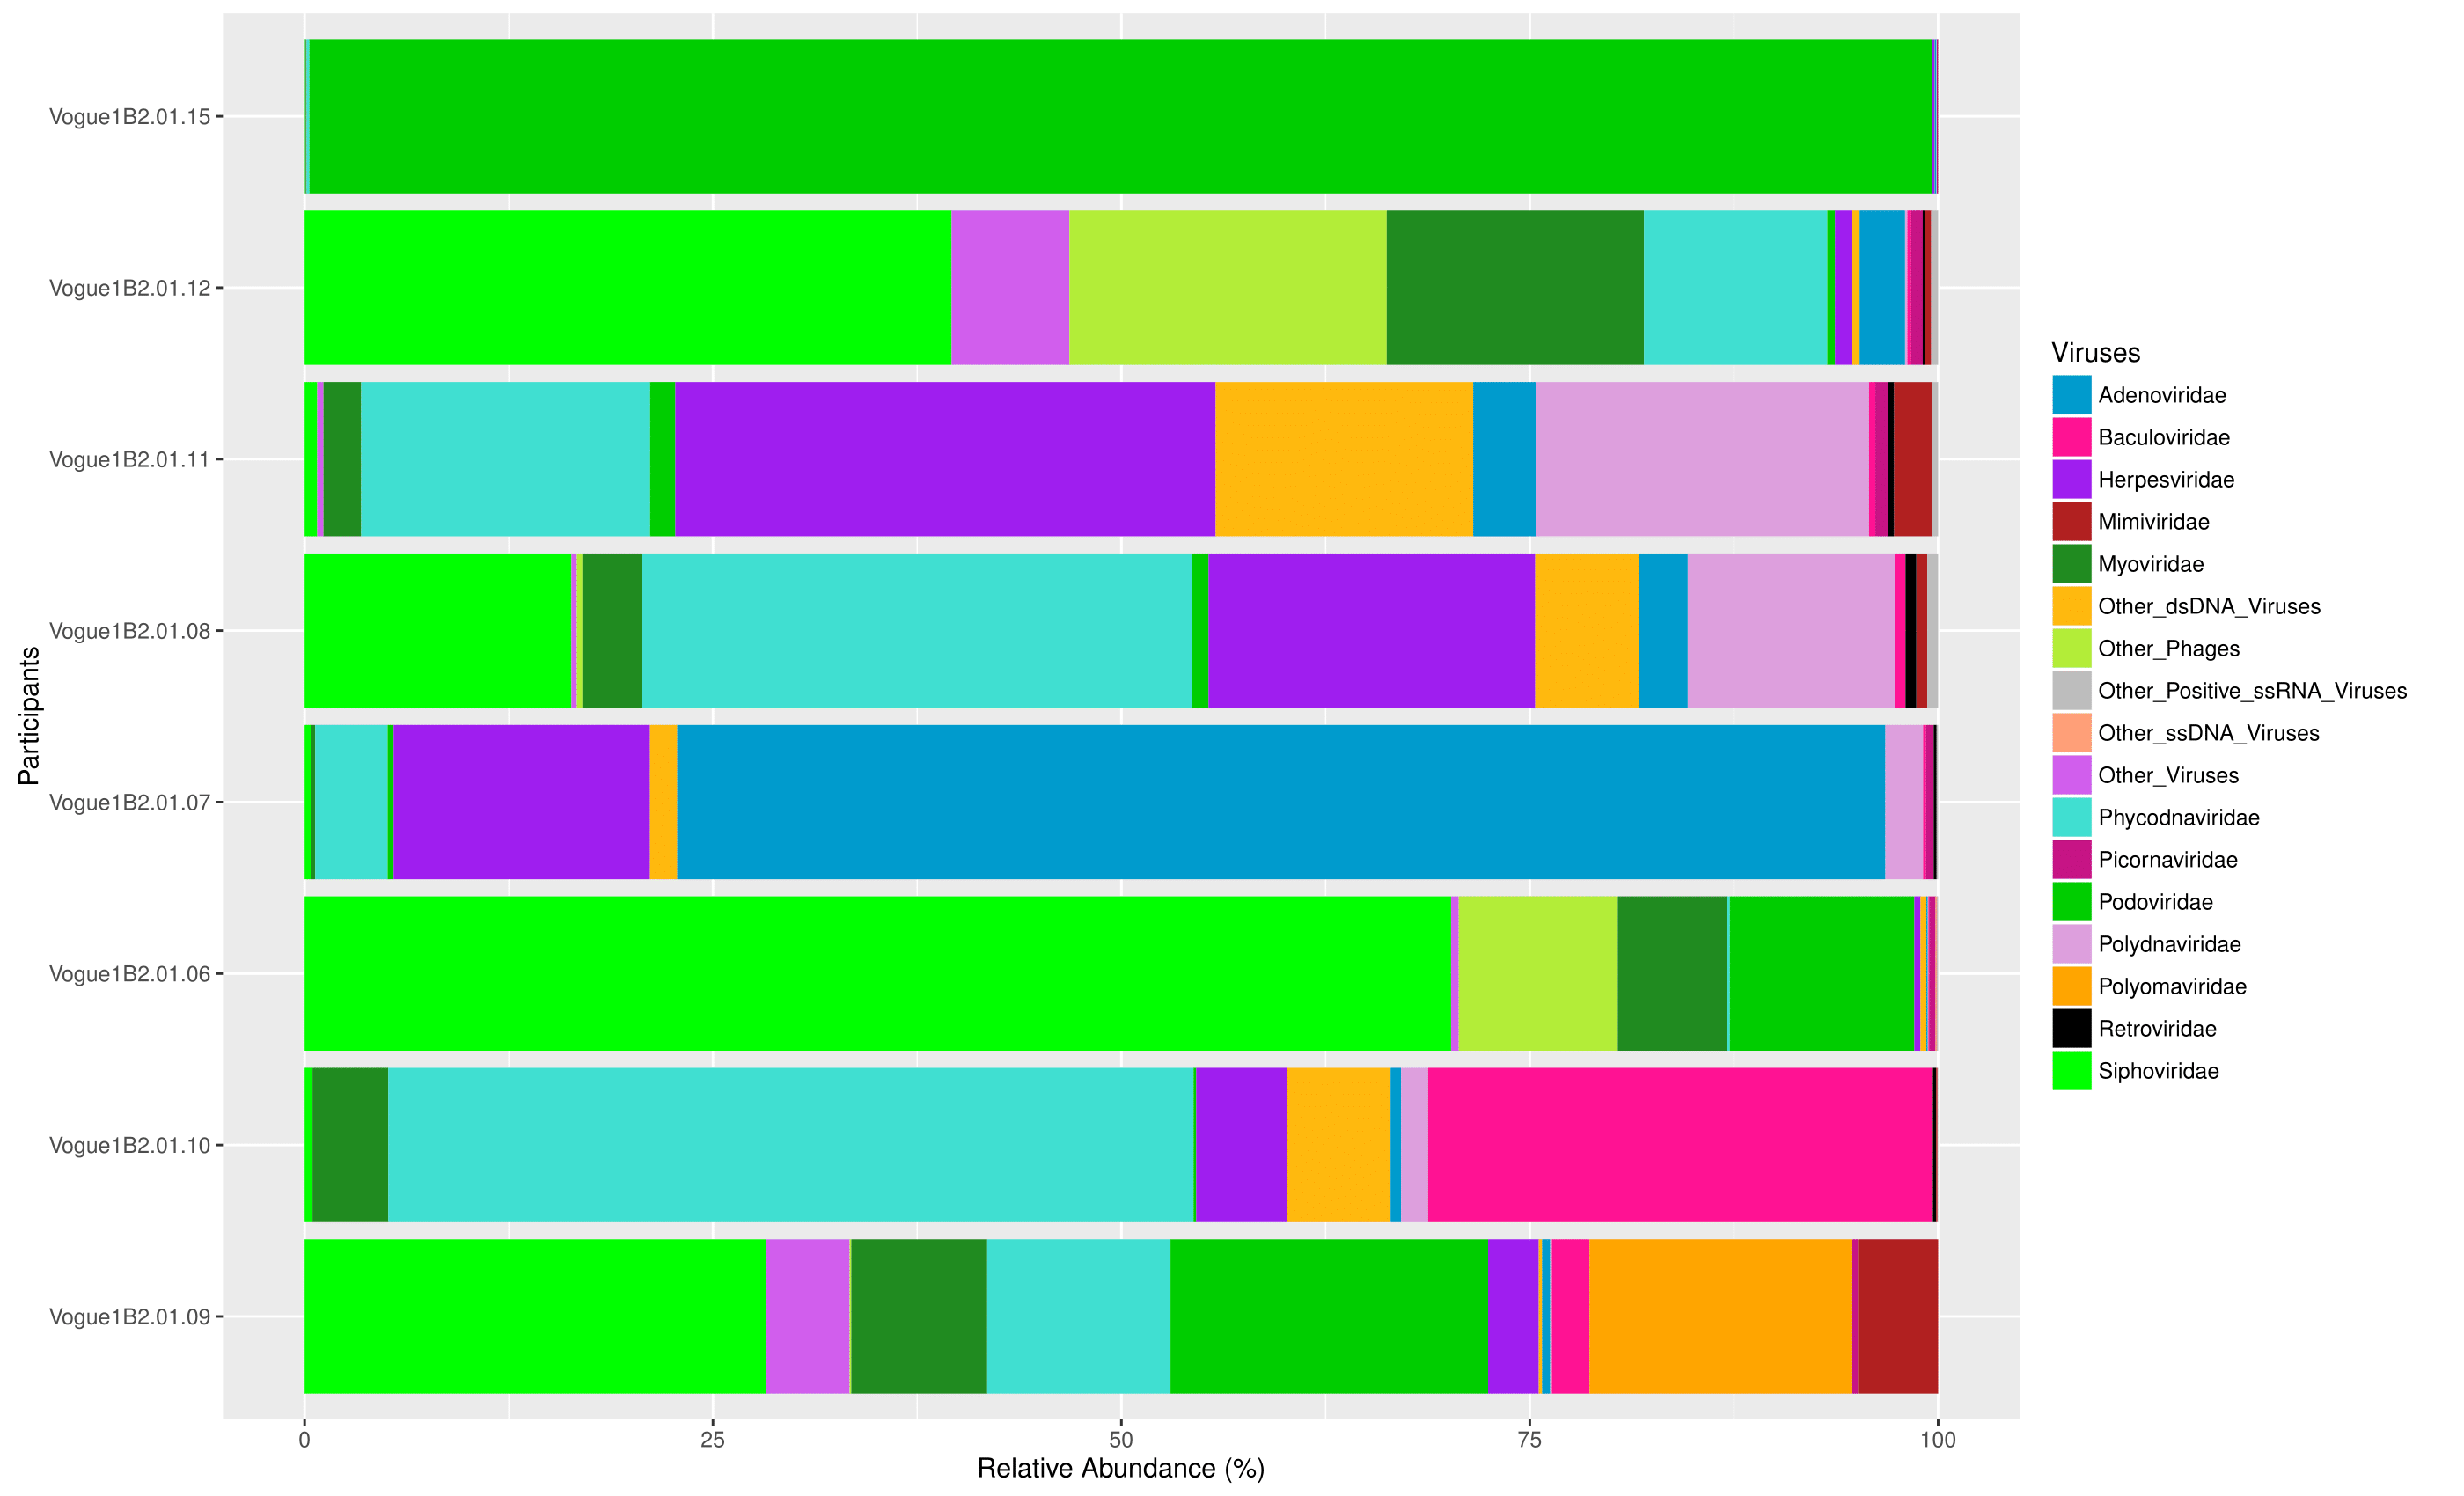 Participants
Vogue1B2.01.15
Vogue1B2.01.12
Vogue1B2.01.11
Vogue1B2.01.08
Vogue1B2.01.07
Vogue1B2.01.06
Vogue1B2.01.10
Vogue1B2.01.09
0 25 50 75 100
Relative Abundance (%)
Viruses
Adenoviridae
Baculoviridae
Herpesviridae
Mimiviridae
Myoviridae
Other_dsDNA_Viruses
Other_Phages
Other_Positive_ssRNA_Viruses
Other_ssDNA_Viruses
Other_Viruses
Phycodnaviridae
Picornaviridae
Podoviridae
Polydnaviridae
Polyomaviridae
Retroviridae
Siphoviridae